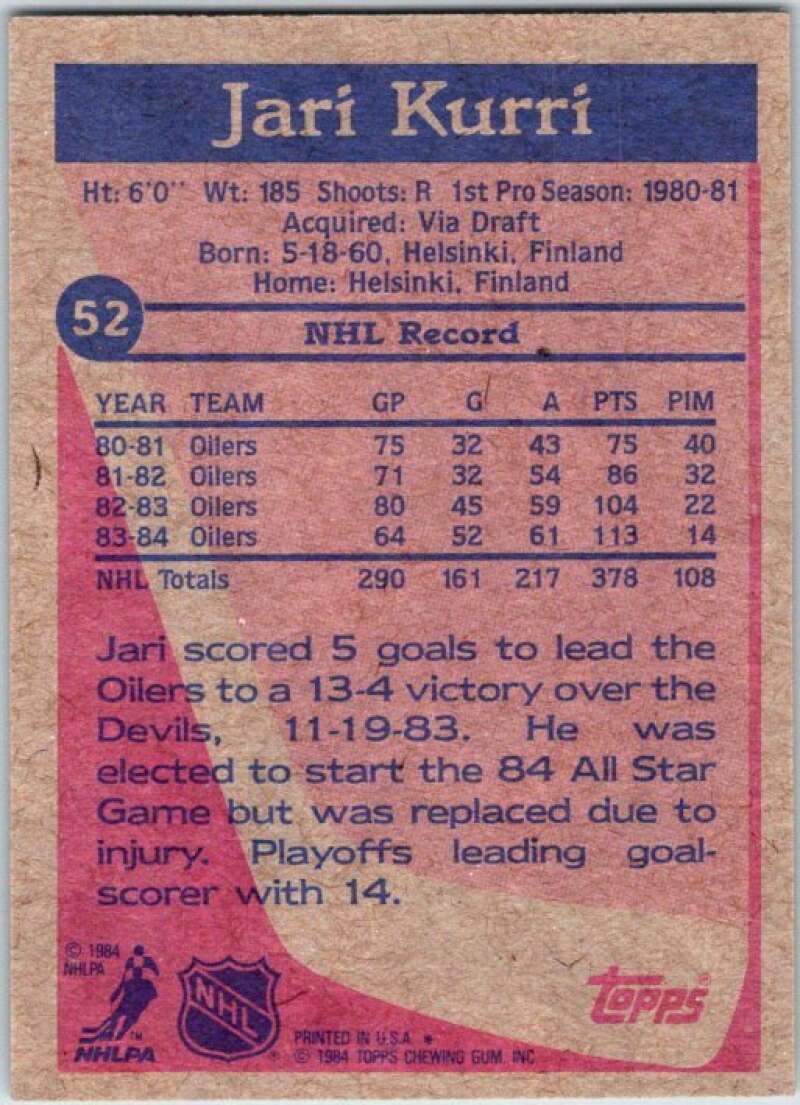 Jari Kurri
Ht: 6'0'' Wt: 185 Shoots: R 1st Pro Season: 1980-81
Acquired: Via Draft
Born: 5-18-60, Helsinki, Finland
Home: Helsinki, Finland
52
NHL Record
YEAR TEAM GP G A PTS PIM
80-81 Oilers 75 32 43 75 40
81-82 Oilers 71 32 54 86 32
82-83 Oilers 80 45 59 104 22
83-84 Oilers 64 52 61 113 14
NHL Totals 290 161 217 378 108
Jari scored 5 goals to lead the
Oilers to a 13-4 victory over the
Devils, 11-19-83. He was
elected to start the 84 All Star
Game but was replaced due to
injury. Playoffs leading goal-
scorer with 14.
© 1984
NHLPA
NHLPA
™
NHL
®
PRINTED IN U.S.A. *
© 1984 TOPPS CHEWING GUM, INC.
topps®